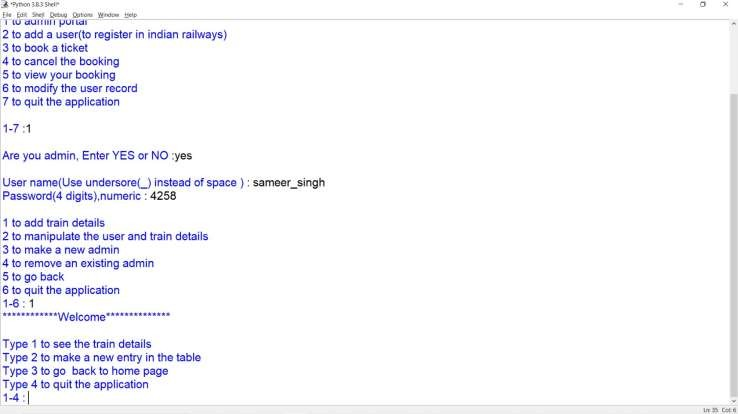 *Python 3.8.3 Shell*
File Edit Shell Debug Options Window Help
1 to admin portal
2 to add a user(to register in indian railways)
3 to book a ticket
4 to cancel the booking
5 to view your booking
6 to modify the user record
7 to quit the application
1-7 :1
Are you admin, Enter YES or NO :yes
User name(Use undersore(_) instead of space ) : sameer_singh
Password(4 digits),numeric : 4258
1 to add train details
2 to manipulate the user and train details
3 to make a new admin
4 to remove an existing admin
5 to go back
6 to quit the application
1-6 : 1
************Welcome**************
Type 1 to see the train details
Type 2 to make a new entry in the table
Type 3 to go  back to home page
Type 4 to quit the application
1-4 :
Ln: 35 Col: 6